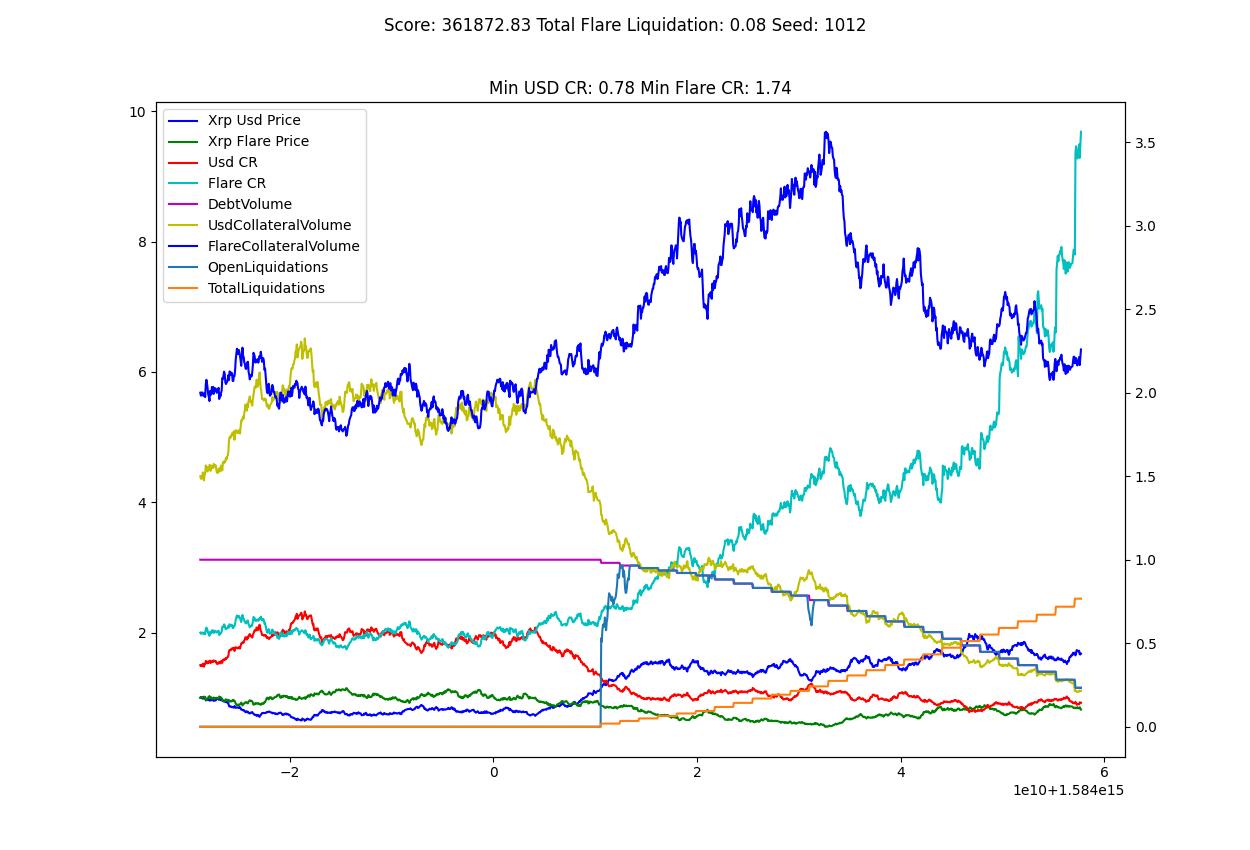 Score: 361872.83 Total Flare Liquidation: 0.08 Seed: 1012
Min USD CR: 0.78 Min Flare CR: 1.74
Xrp Usd Price
Xrp Flare Price
Usd CR
Flare CR
DebtVolume
UsdCollateralVolume
FlareCollateralVolume
OpenLiquidations
TotalLiquidations
10
8
6
4
2
3.5
3.0
2.5
2.0
1.5
1.0
0.5
0.0
−2
0
2
4
6
1e10+1.584e15